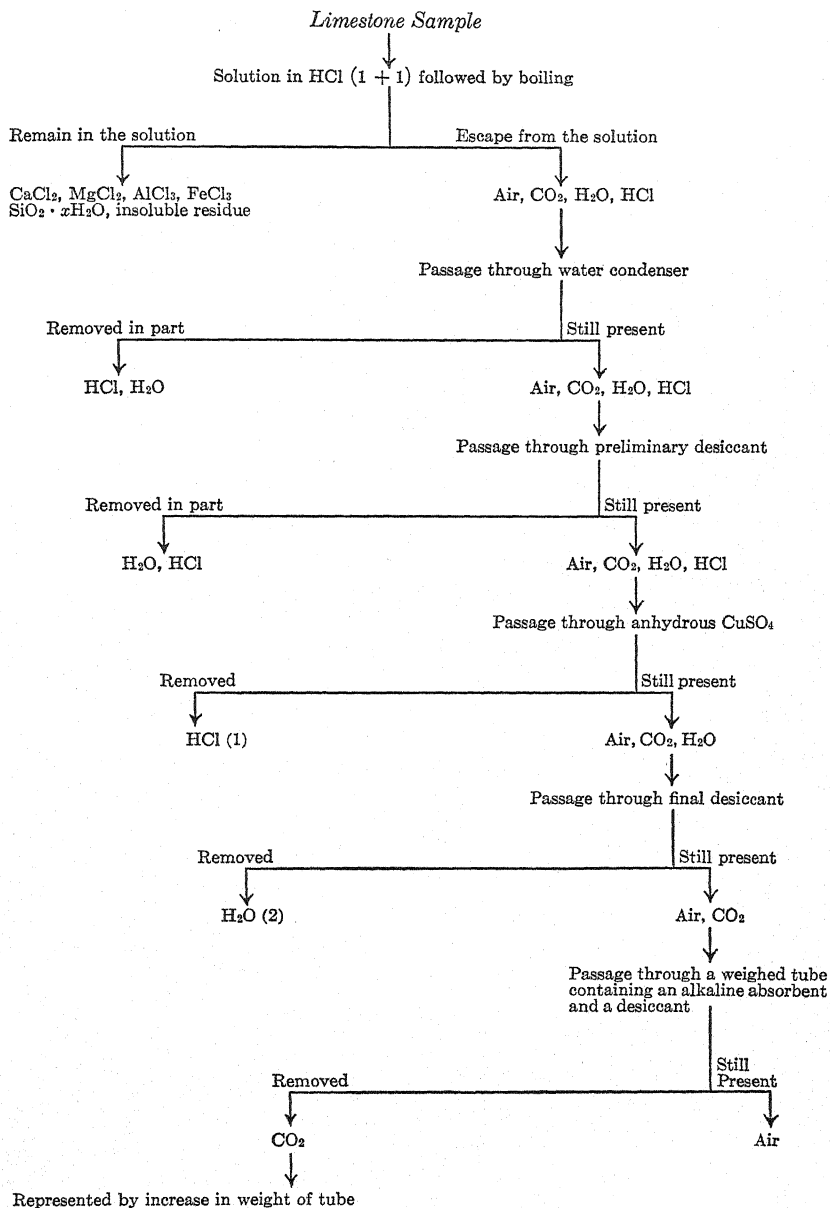 Limestone Sample
Solution in HCl (1 + 1) followed by boiling
Remain in the solution
Escape from the solution
CaCl₂, MgCl₂, AlCl₃, FeCl₃
SiO₂ · xH₂O, insoluble residue
Air, CO₂, H₂O, HCl
Passage through water condenser
Removed in part
Still present
HCl, H₂O
Air, CO₂, H₂O, HCl
Passage through preliminary desiccant
Removed in part
Still present
H₂O, HCl
Air, CO₂, H₂O, HCl
Passage through anhydrous CuSO₄
Removed
Still present
HCl (1)
Air, CO₂, H₂O
Passage through final desiccant
Removed
Still present
H₂O (2)
Air, CO₂
Passage through a weighed tube
containing an alkaline absorbent
and a desiccant
Removed
Still
Present
CO₂
Air
Represented by increase in weight of tube